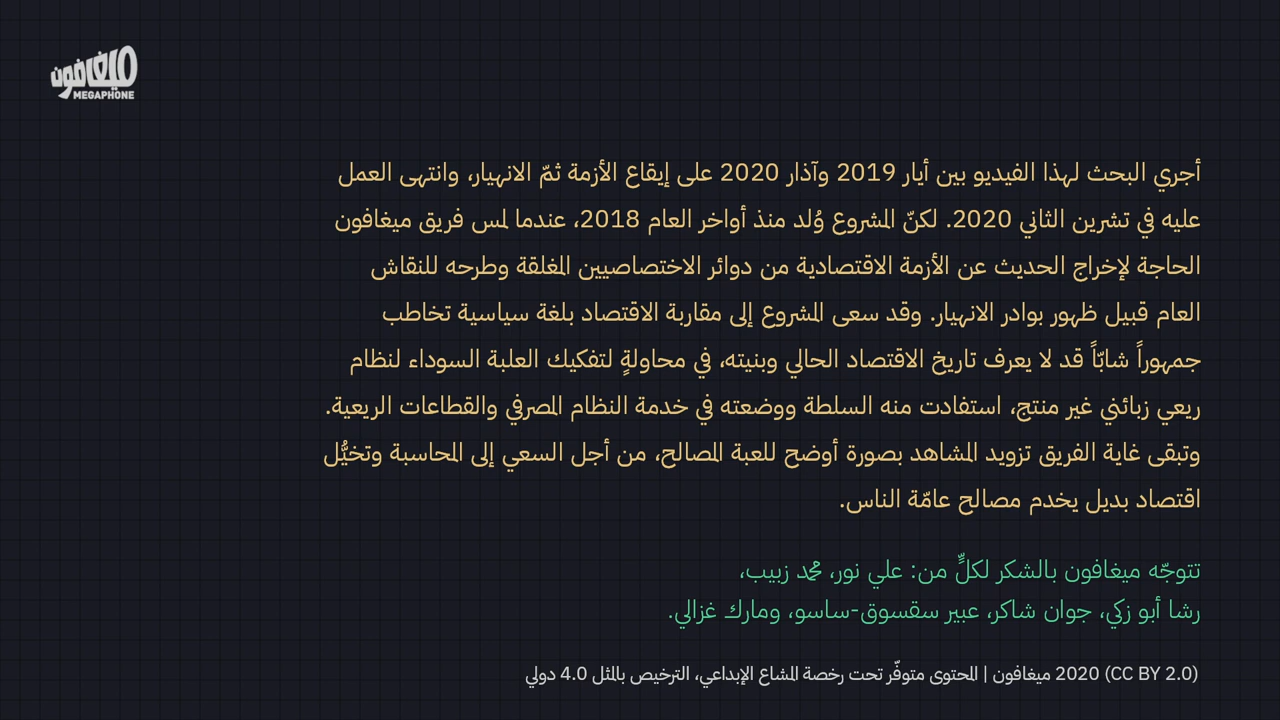 ميغافون
MEGAPHONE
أجري البحث لهذا الفيديو بين أيار 2019 وآذار 2020 على إيقاع الأزمة ثمّ الانهيار، وانتهى العمل
عليه في تشرين الثاني 2020. لكنّ المشروع وُلد منذ أواخر العام 2018، عندما لمس فريق ميغافون
الحاجة لإخراج الحديث عن الأزمة الاقتصادية من دوائر الاختصاصيين المغلقة وطرحه للنقاش
العام قبيل ظهور بوادر الانهيار. وقد سعى المشروع إلى مقاربة الاقتصاد بلغة سياسية تخاطب
جمهوراً شابّاً قد لا يعرف تاريخ الاقتصاد الحالي وبنيته، في محاولةٍ لتفكيك العلبة السوداء لنظام
ريعي زبائني غير منتج، استفادت منه السلطة ووضعته في خدمة النظام المصرفي والقطاعات الريعية.
وتبقى غاية الفريق تزويد المشاهد بصورة أوضح للعبة المصالح، من أجل السعي إلى المحاسبة وتخيُّل
اقتصاد بديل يخدم مصالح عامّة الناس.
تتوجّه ميغافون بالشكر لكلٍّ من: علي نور، محمد زبيب،
رشا أبو زكي، جوان شاكر، عبير سقسوق-ساسو، ومارك غزالي.
(CC BY 2.0) 2020 ميغافون | المحتوى متوفّر تحت رخصة المشاع الإبداعي، الترخيص بالمثل 4.0 دولي